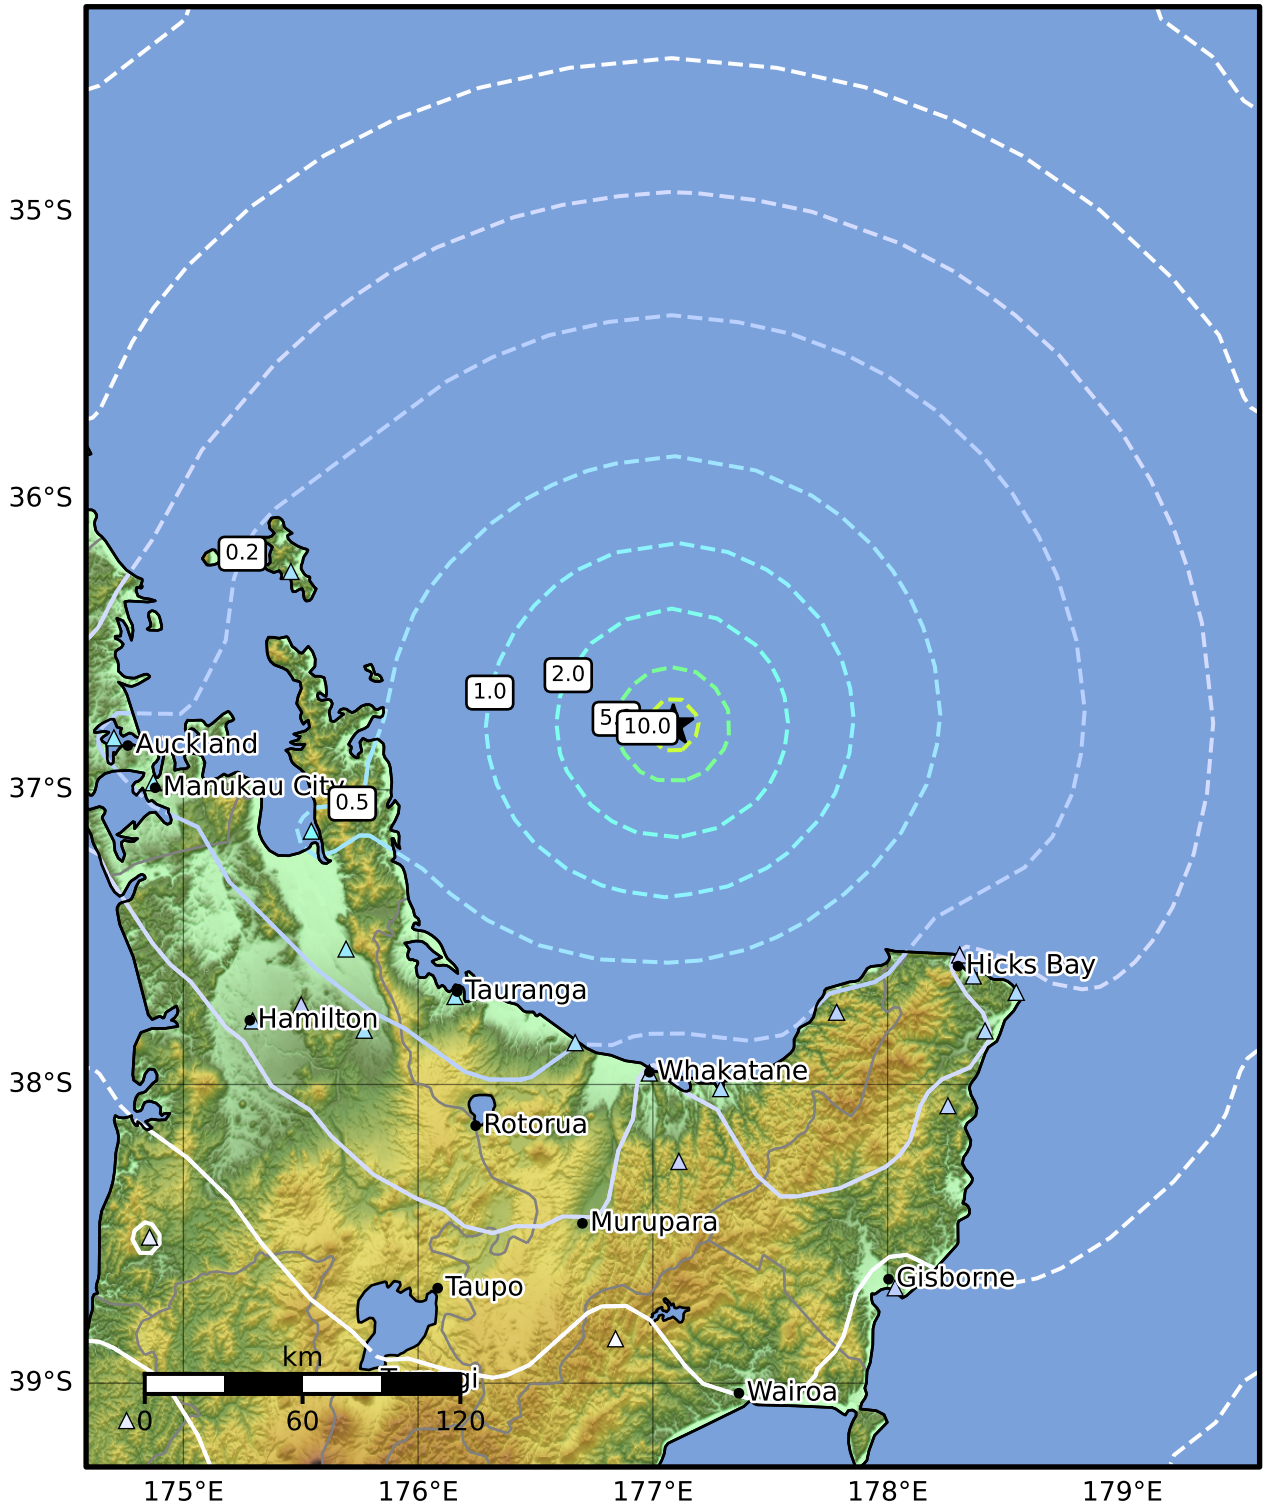 35°S
36°S
0.2
2.0
1.0
5.
10.0
Auckland
37°S
Manukau City
0.5
Hicks Bay
Tauranga
Hamilton
Whakatane
38°S
Rotorua
Murupara
Gisborne
Taupo
km
39°S
Wairoa
0
60
120
175°E
176°E
177°E
178°E
179°E